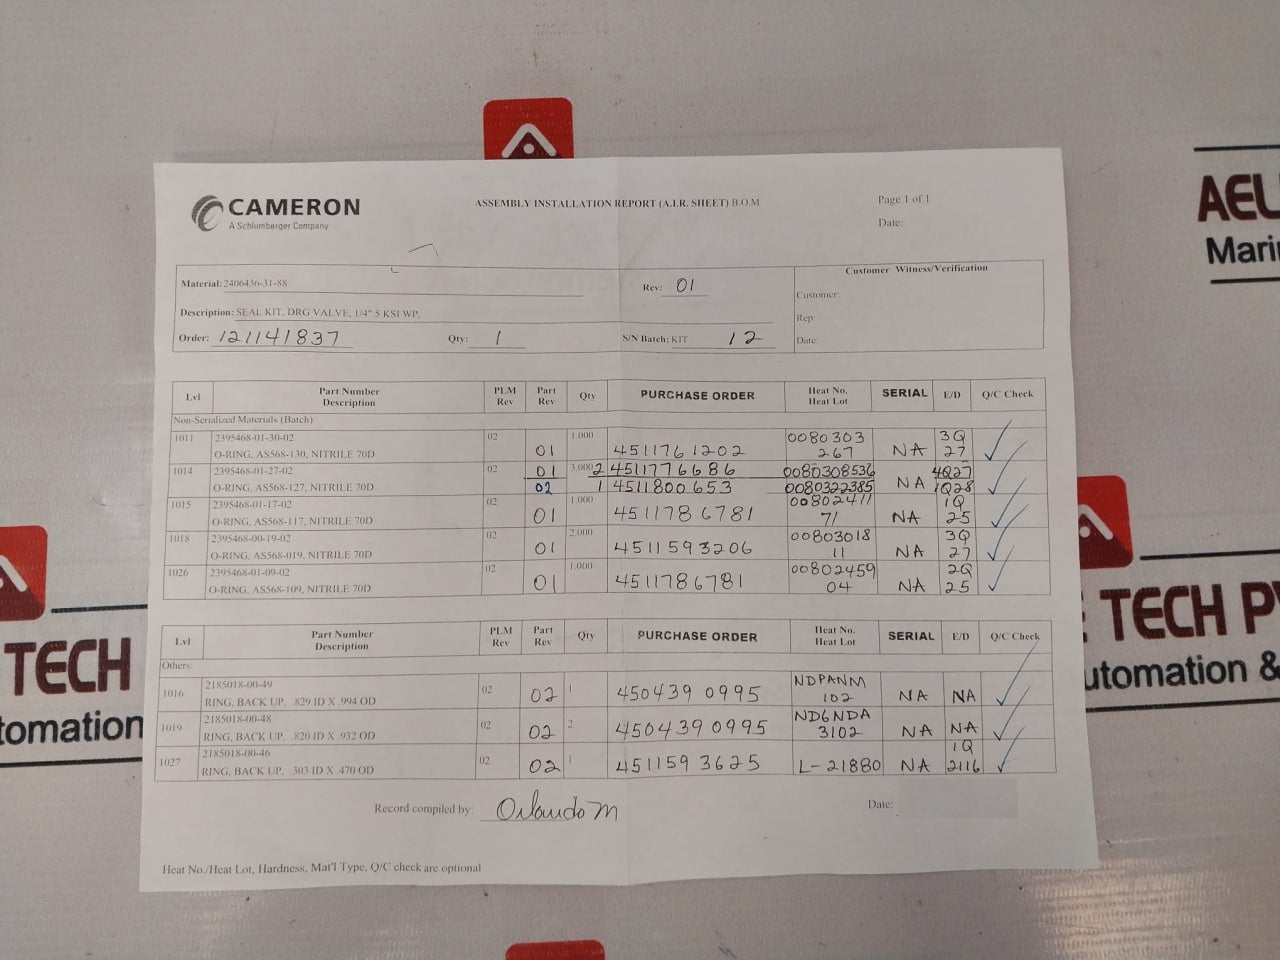 CAMERON
A Schlumberger Company
ASSEMBLY INSTALLATION REPORT (A.I.R. SHEET) B.O.M
Page 1 of 1
Date:
Material: 2406436-31-88
Rev: 01
Customer Witness/Verification
Customer:
Description: SEAL KIT, DRG VALVE, 1/4" 5 KSI WP,
Rep:
Order: 121141837
Qty: 1
S/N Batch: KIT 12
Date:
Lvl Part Number Description PLM Rev Part Rev Qty PURCHASE ORDER Heat No. Heat Lot SERIAL E/D Q/C Check
Non-Serialized Materials (Batch)
1011 2395468-01-30-02 02 1.000 0080303 3Q
O-RING, AS568-130, NITRILE 70D 01 4511761202 267 NA 27
1014 2395468-01-27-02 02 01 3.000 2 4511776686 0080308536 4Q27
O-RING, AS568-127, NITRILE 70D 02 1 4511800653 0080322385 NA 1Q28
1015 2395468-01-17-02 02 1.000 00802411 1Q
O-RING, AS568-117, NITRILE 70D 01 4511786781 71 NA 25
1018 2395468-00-19-02 02 2.000 00803018 3Q
O-RING, AS568-019, NITRILE 70D 01 4511593206 11 NA 27
1026 2395468-01-09-02 02 1.000 00802459 2Q
O-RING, AS568-109, NITRILE 70D 01 4511786781 04 NA 25
Lvl Part Number Description PLM Rev Part Rev Qty PURCHASE ORDER Heat No. Heat Lot SERIAL E/D Q/C Check
Others:
1016 2185018-00-49 02 1 NDPANM
RING, BACK UP, .829 ID X .994 OD 02 4504390995 102 NA NA
1019 2185018-00-48 02 2 ND6NDA
RING, BACK UP, .820 ID X .932 OD 02 4504390995 3102 NA NA
1027 2185018-00-46 02 1 1Q
RING, BACK UP, .303 ID X .470 OD 02 4511593625 L-21880 NA 2116
Record compiled by: Orlando M
Date:
Heat No./Heat Lot, Hardness, Mat'l Type, Q/C check are optional
AEL
Mari
TECH
tomation
E TECH P
utomation &